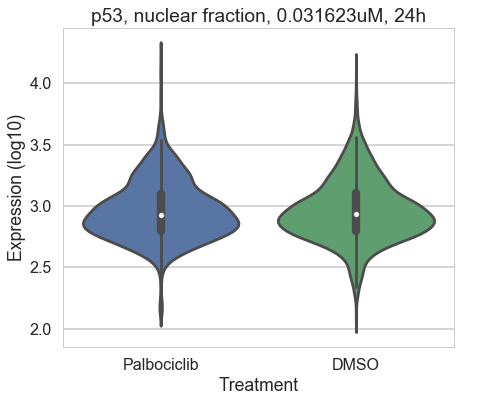 p53, nuclear fraction, 0.031623uM, 24h
Expression (log10)
4.0
3.5
3.0
2.5
2.0
Palbociclib DMSO
Treatment